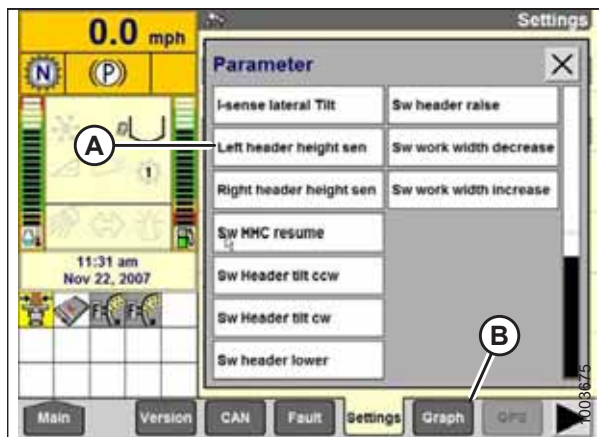 0.0 mph
Settings
N
(P)
Parameter
X
I-sense lateral Tilt
Sw header raise
A
Left header height sen
Sw work width decrease
1
Right header height sen
Sw work width increase
Sw HHC resume
11:31 am
Nov 22, 2007
Sw Header tilt ccw
Sw Header tilt cw
B
Sw header lower
1003675
Main
Version
CAN
Fault
Settings
Graph
GPS